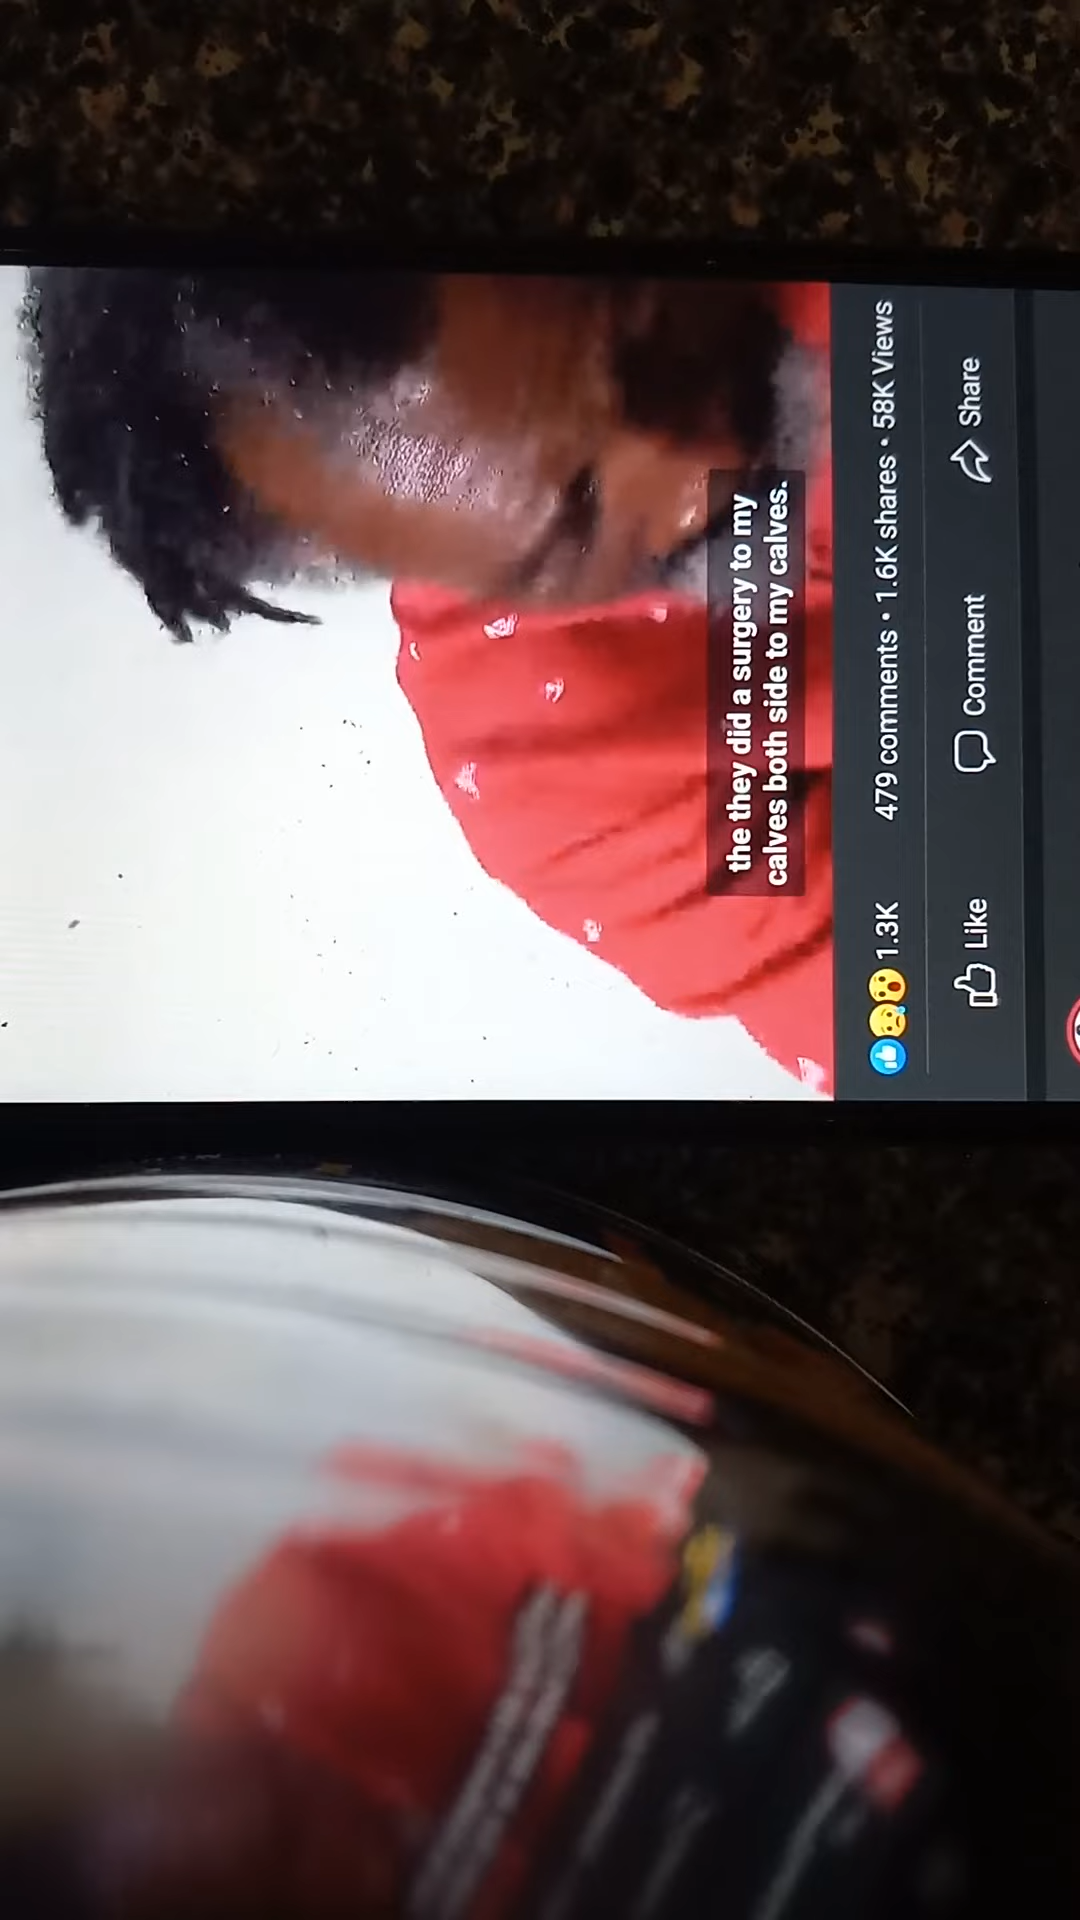 the they did a surgery to my
calves both side to my calves.
1.3K
479 comments • 1.6K shares • 58K Views
Like
Comment
Share